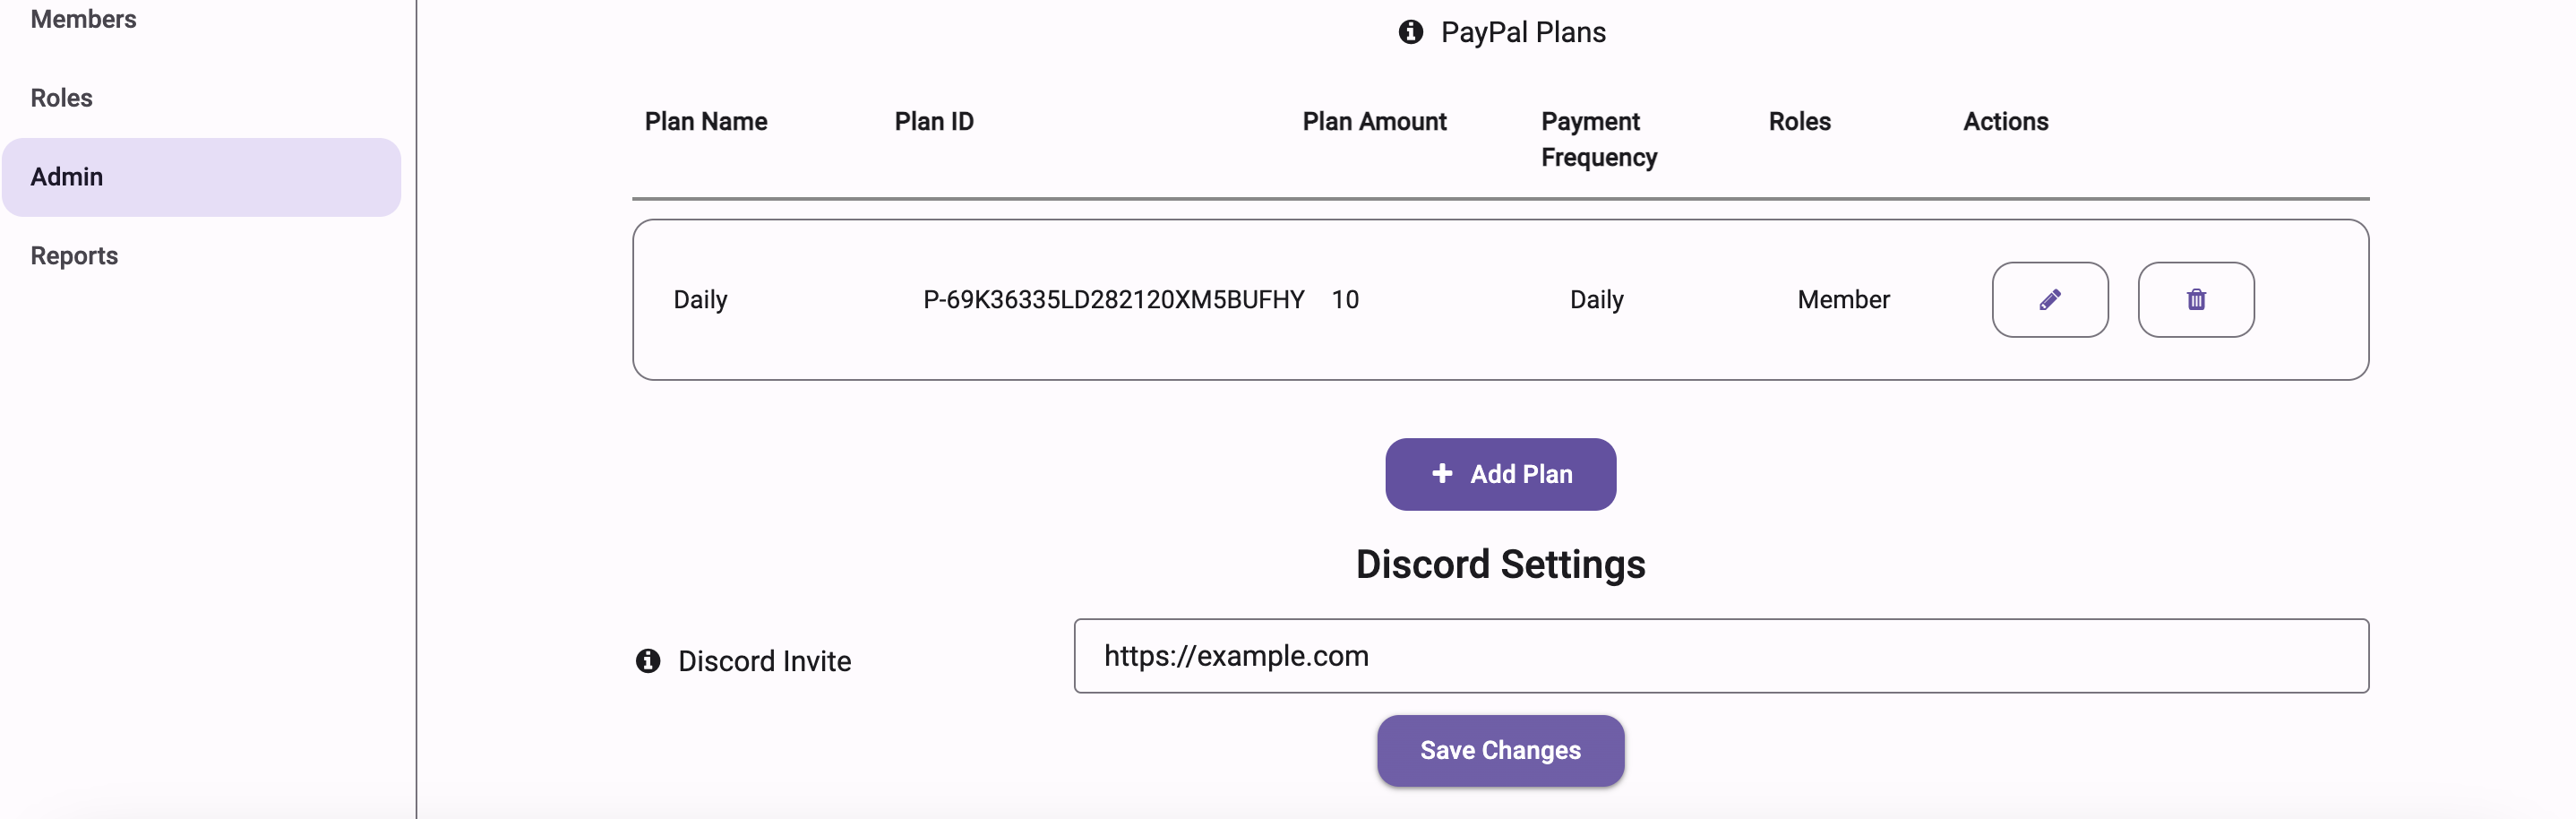 Members
Roles
Admin
Reports
PayPal Plans
Plan Name Plan ID Plan Amount Payment Frequency Roles Actions
Daily P-69K36335LD282120XM5BUFHY 10 Daily Member
Add Plan
Discord Settings
Discord Invite https://example.com
Save Changes